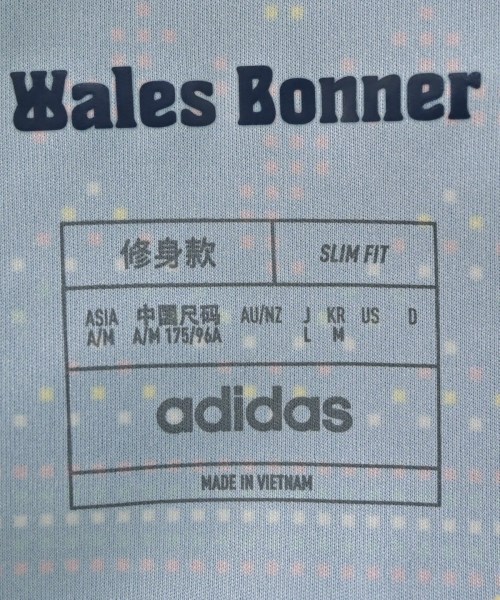 Wales Bonner
修身款 SLIM FIT
ASIA 中国尺码 AU/NZ J KR US D
A/M A/M 175/96A L M
adidas
MADE IN VIETNAM